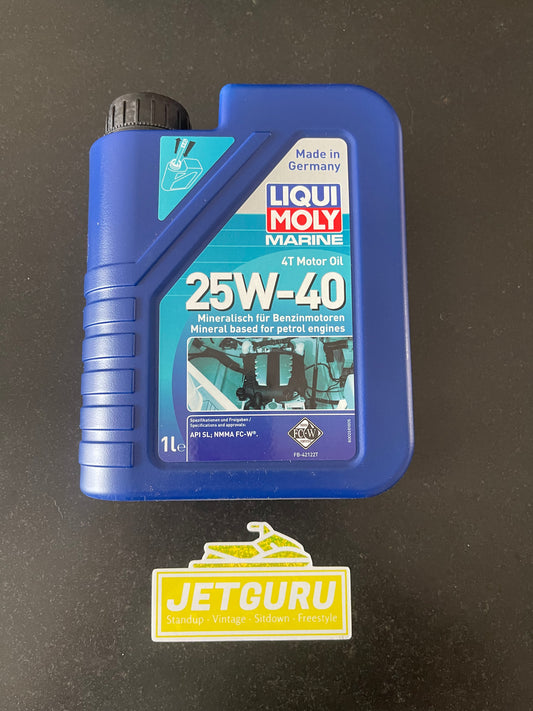 Made in
Germany
LIQUI
MOLY
MARINE
4T Motor Oil
25W-40
Mineralisch für Benzinmotoren
Mineral based for petrol engines
Spezifikationen und Freigaben /
Specifications and approvals:
API SL; NMMA FC-W®.
1L℮
FC-W
FB-42122T
JETGURU
Standup · Vintage · Sitdown · Freestyle